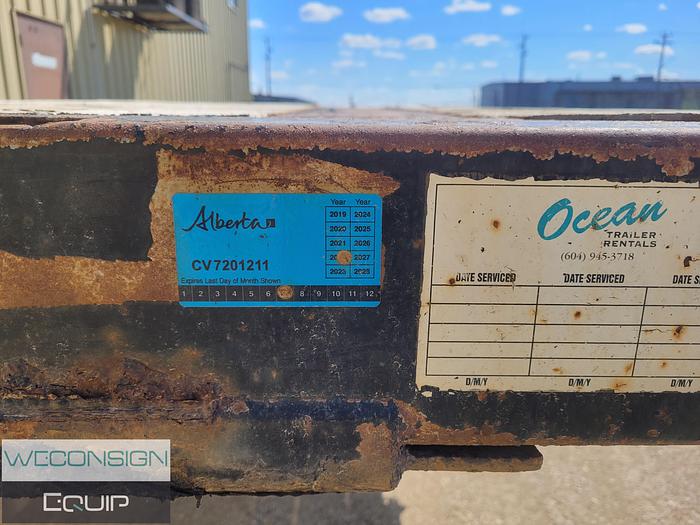 Alberta
Year Year
2019 2024
2020 2025
2021 2026
2027
2023 2028
CV7201211
Expires Last Day of Month Shown
1 2 3 4 5 8 9 10 11 12
Ocean
TRAILER
RENTALS
(604) 945-3718
DATE SERVICED DATE SERVICED DATE S
D/M/Y D/M/Y D/M
WECONSIGN
EQUIP